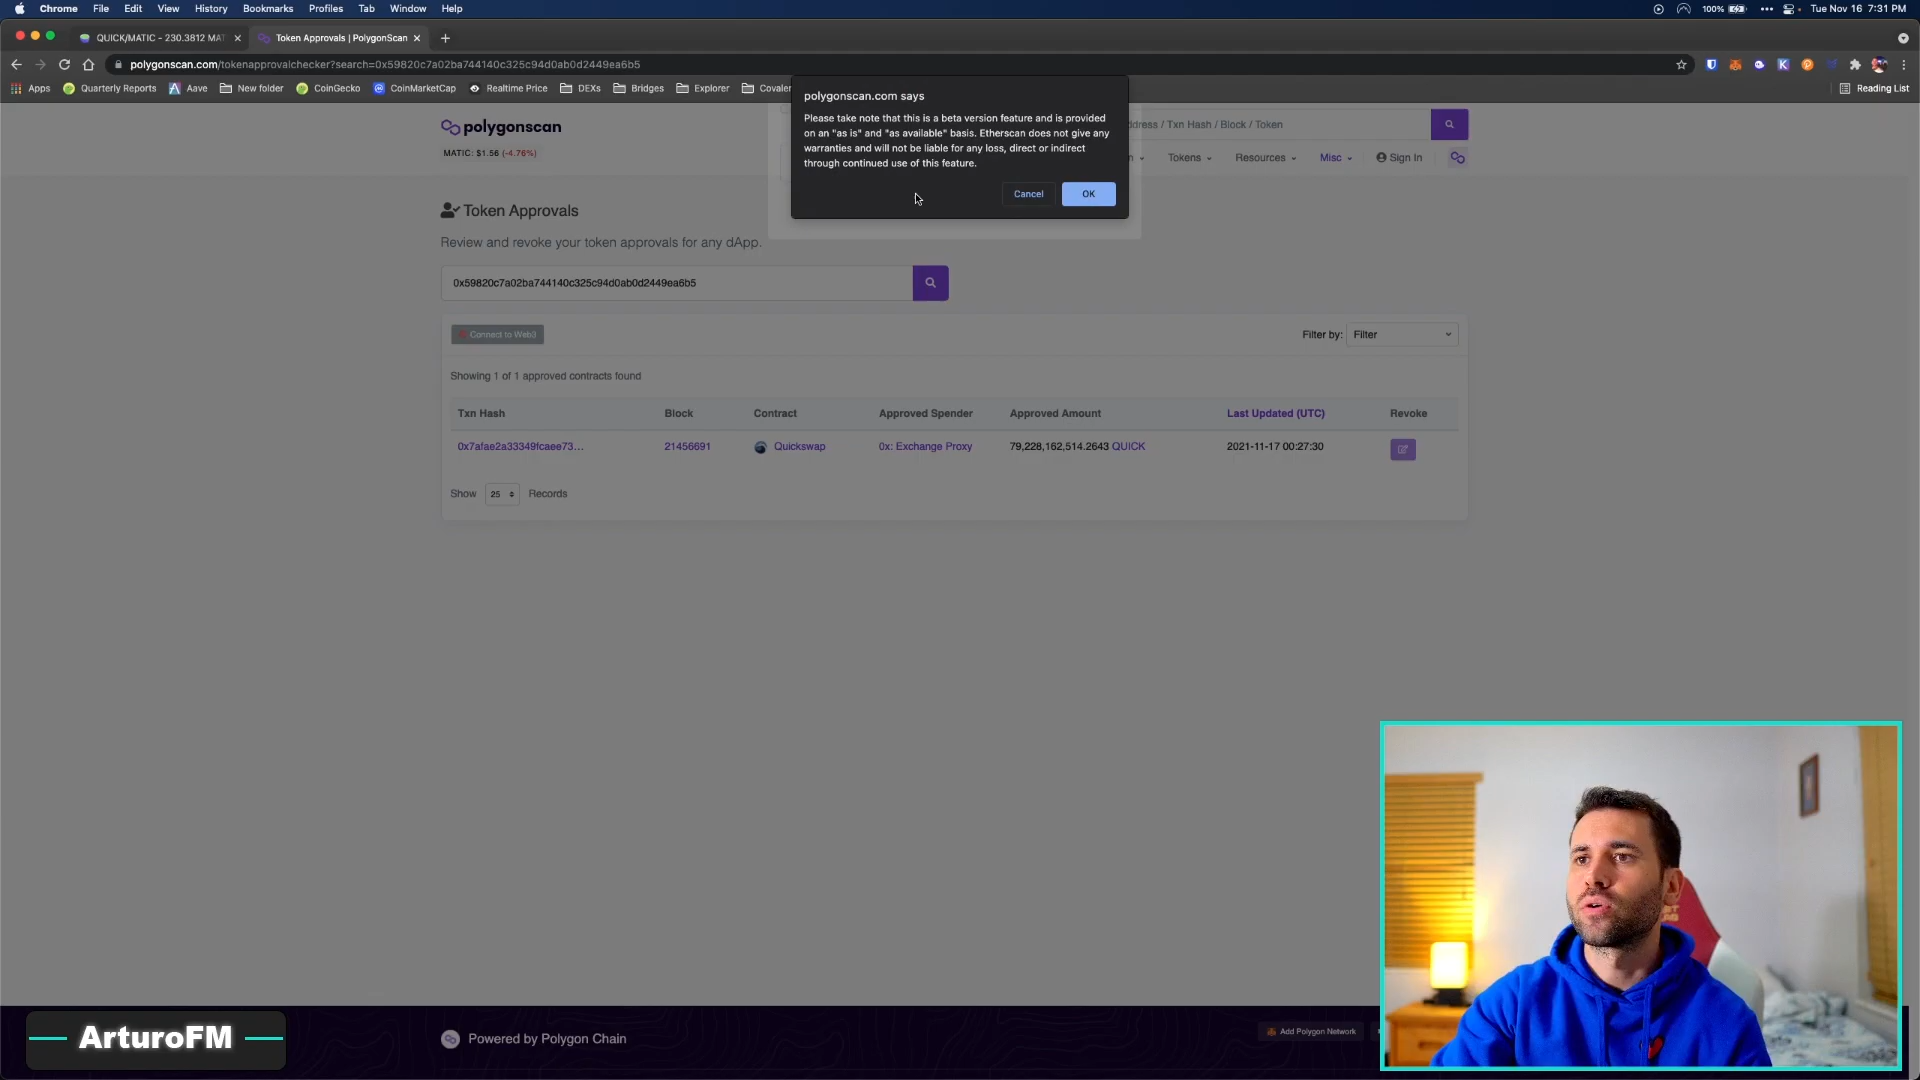 Chrome File Edit View History Bookmarks Profiles Tab Window Help
100% Tue Nov 16 7:31 PM
QUICK/MATIC - 230.3812 MAT
Token Approvals | PolygonScan
polygonscan.com/tokenapprovalchecker?search=0x59820c7a02ba744140c325c94d0ab0d2449ea6b5
Apps Quarterly Reports Aave New folder CoinGecko CoinMarketCap Realtime Price DEXs Bridges Explorer Covaler Reading List
polygonscan.com says
Please take note that this is a beta version feature and is provided
on an "as is" and "as available" basis. Etherscan does not give any
warranties and will not be liable for any loss, direct or indirect
through continued use of this feature.
Cancel OK
polygonscan
MATIC: $1.56 (-4.76%)
ddress / Txn Hash / Block / Token
n Tokens Resources Misc Sign In
Token Approvals
Review and revoke your token approvals for any dApp.
0x59820c7a02ba744140c325c94d0ab0d2449ea6b5
Connect to Web3
Filter by: Filter
Showing 1 of 1 approved contracts found
Txn Hash Block Contract Approved Spender Approved Amount Last Updated (UTC) Revoke
0x7afae2a33349fcaee73... 21456691 Quickswap 0x: Exchange Proxy 79,228,162,514.2643 QUICK 2021-11-17 00:27:30
Show 25 Records
ArturoFM
Powered by Polygon Chain
Add Polygon Network